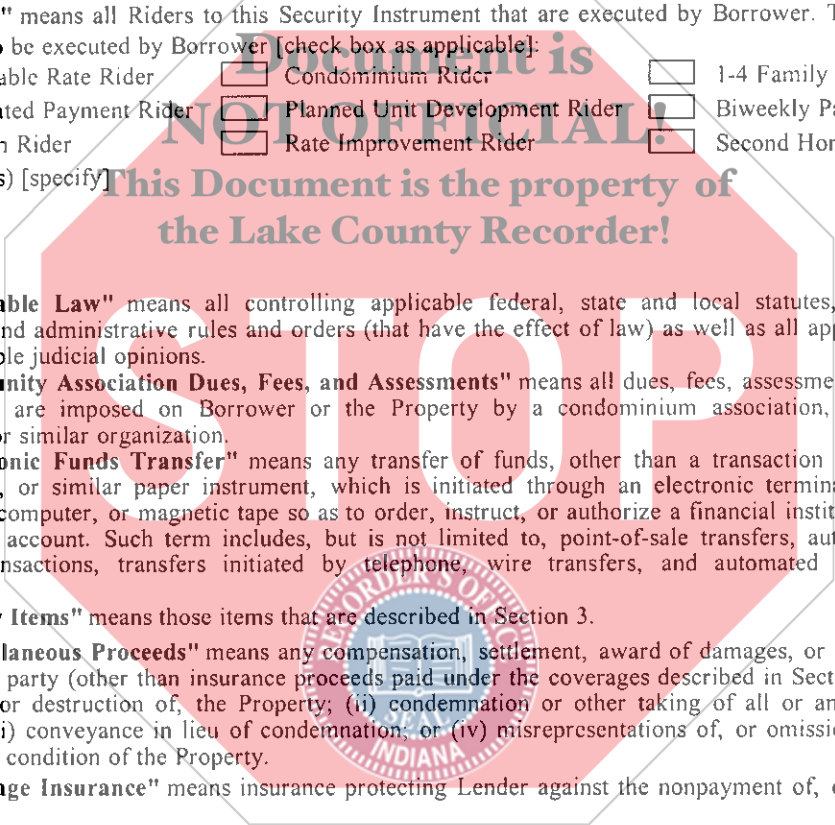 " means all Riders to this Security Instrument that are executed by Borrower. T
be executed by Borrower [check box as applicable]:
Document is
able Rate Rider Condominium Rider 1-4 Family
ted Payment Rider Planned Unit Development Rider Biweekly Pa
NOT OFFICIAL!
n Rider Rate Improvement Rider Second Hor
s) [specify]
This Document is the property of
the Lake County Recorder!
STOP
able Law" means all controlling applicable federal, state and local statutes,
nd administrative rules and orders (that have the effect of law) as well as all app
le judicial opinions.
nity Association Dues, Fees, and Assessments" means all dues, fees, assessme
are imposed on Borrower or the Property by a condominium association,
r similar organization.
onic Funds Transfer" means any transfer of funds, other than a transaction
, or similar paper instrument, which is initiated through an electronic termina
computer, or magnetic tape so as to order, instruct, or authorize a financial instit
account. Such term includes, but is not limited to, point-of-sale transfers, aut
nsactions, transfers initiated by telephone, wire transfers, and automated
Items" means those items that are described in Section 3.
laneous Proceeds" means any compensation, settlement, award of damages, or
party (other than insurance proceeds paid under the coverages described in Sect
or destruction of, the Property; (ii) condemnation or other taking of all or an
i) conveyance in lieu of condemnation; or (iv) misrepresentations of, or omissi
condition of the Property.
RECORDER'S OFFICE
SEAL
INDIANA
ge Insurance" means insurance protecting Lender against the nonpayment of,